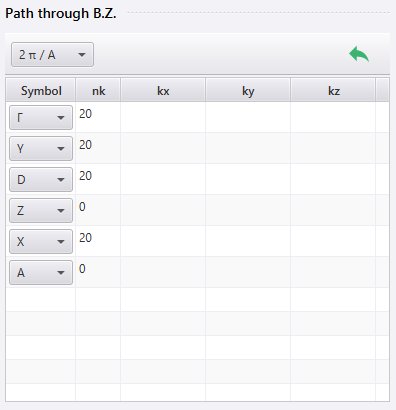 Path through B.Z.
2 π / A
Symbol nk kx ky kz
Γ 20
Y 20
D 20
Z 0
X 20
A 0